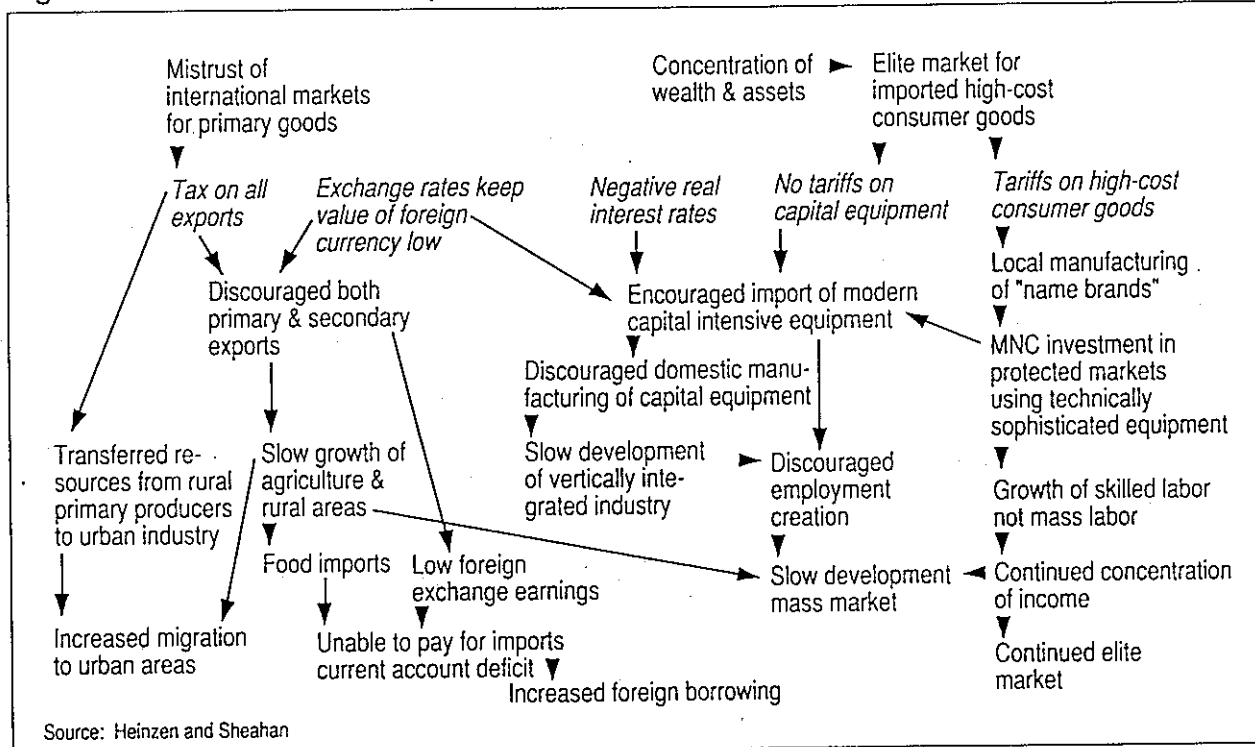 Mistrust of
international markets
for primary goods
Concentration of
wealth & assets
Elite market for
imported high-cost
consumer goods
Tax on all
exports
Exchange rates keep
value of foreign
currency low
Negative real
interest rates
No tariffs on
capital equipment
Tariffs on high-cost
consumer goods
Discouraged both
primary & secondary
exports
Encouraged import of modern
capital intensive equipment
Local manufacturing
of "name brands"
MNC investment in
protected markets
using technically
sophisticated equipment
Discouraged domestic manu-
facturing of capital equipment
Transferred re-
sources from rural
primary producers
to urban industry
Slow growth of
agriculture &
rural areas
Slow development
of vertically inte-
grated industry
Discouraged
employment
creation
Growth of skilled labor
not mass labor
Food imports
Low foreign
exchange earnings
Slow development
mass market
Continued concentration
of income
Increased migration
to urban areas
Unable to pay for imports
current account deficit
Increased foreign borrowing
Continued elite
market
Source: Heinzen and Sheahan